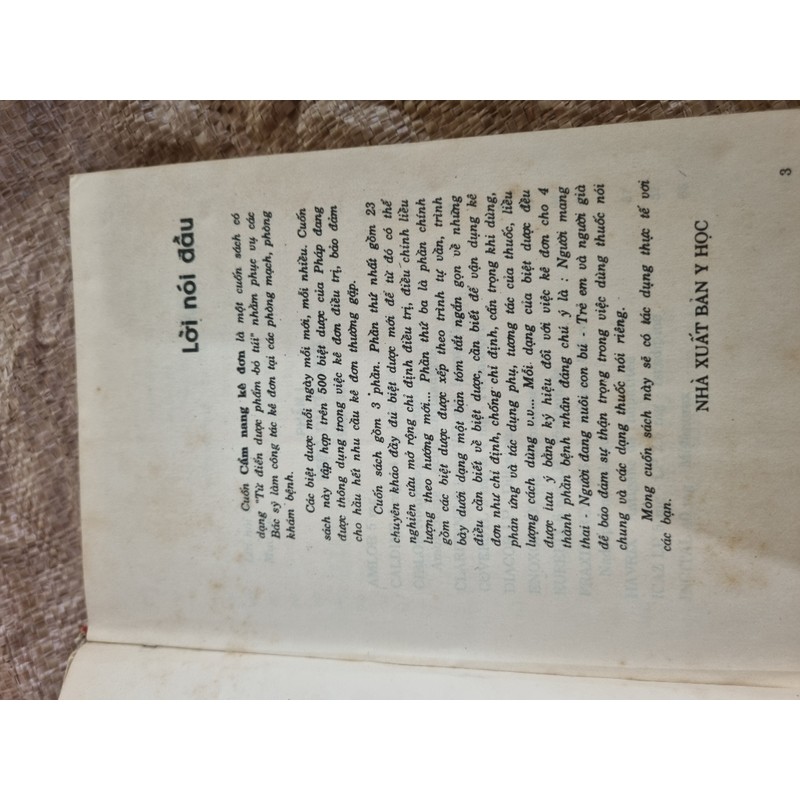 Lời nói đầu
Cuốn Cẩm nang kê đơn là một cuốn sách có
dạng "Từ điển dược phẩm bỏ túi" nhằm phục vụ các
Bác sỹ làm công tác kê đơn tại các phòng mạch, phòng
khám bệnh.
Các biệt dược mỗi ngày mỗi mới, mỗi nhiều. Cuốn
sách này tập hợp trên 500 biệt dược của Pháp đang
được thông dụng trong việc kê đơn điều trị, bảo đảm
cho hầu hết nhu cầu kê đơn thường gặp.
Cuốn sách gồm 3 phần. Phần thứ nhất gồm 23
chuyên khảo đầy đủ biệt dược mới để từ đó có thể
nghiên cứu mở rộng chỉ định điều trị, điều chỉnh liều
lượng theo hướng mới... Phần thứ ba là phần chính
gồm các biệt dược được xếp theo trình tự vần, trình
bày dưới dạng một bản tóm tắt ngắn gọn về những
điều cần biết về biệt dược, cần biết để vận dụng kê
đơn như chỉ định, chống chỉ định, cẩn trọng khi dùng,
phản ứng và tác dụng phụ, tương tác của thuốc, liều
lượng cách dùng v.v... Mỗi dạng của biệt dược đều
được lưu ý bằng ký hiệu đối với việc kê đơn cho 4
thành phần bệnh nhân đáng chú ý là : Người mang
thai - Người đang nuôi con bú - Trẻ em và người già
để bảo đảm sự thận trọng trong việc dùng thuốc nói
chung và các dạng thuốc nói riêng.
Mong cuốn sách này sẽ có tác dụng thực tế với
các bạn.
NHÀ XUẤT BẢN Y HỌC
3